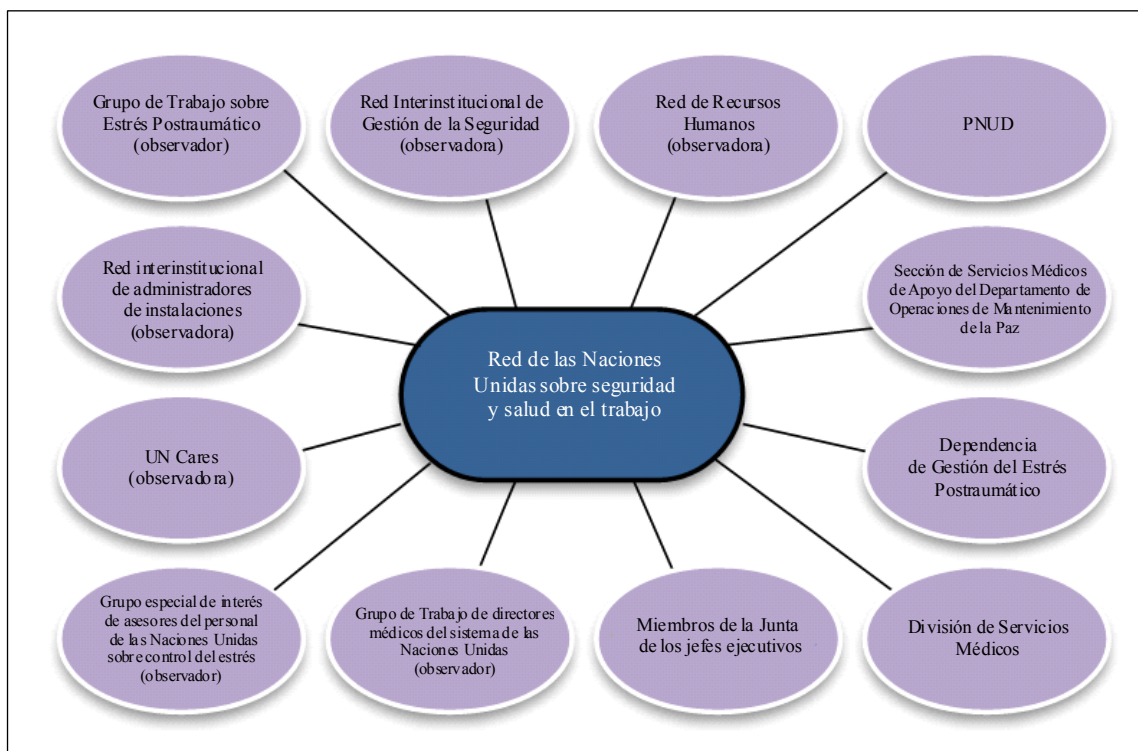 Grupo de Trabajo sobre
Estrés Postraumático
(observador)
Red Interinstitucional de
Gestión de la Seguridad
(observadora)
Red de Recursos
Humanos
(observadora)
PNUD
Red interinstitucional
de administradores
de instalaciones
(observadora)
Sección de Servicios Médicos
de Apoyo del Departamento de
Operaciones de Mantenimiento
de la Paz
Red de las Naciones
Unidas sobre seguridad
y salud en el trabajo
UN Cares
(observadora)
Dependencia
de Gestión del Estrés
Postraumático
Grupo especial de interés
de asesores del personal
de las Naciones Unidas
sobre control del estrés
(observador)
Grupo de Trabajo de directores
médicos del sistema de las
Naciones Unidas
(observador)
Miembros de la Junta
de los jefes ejecutivos
División de Servicios
Médicos